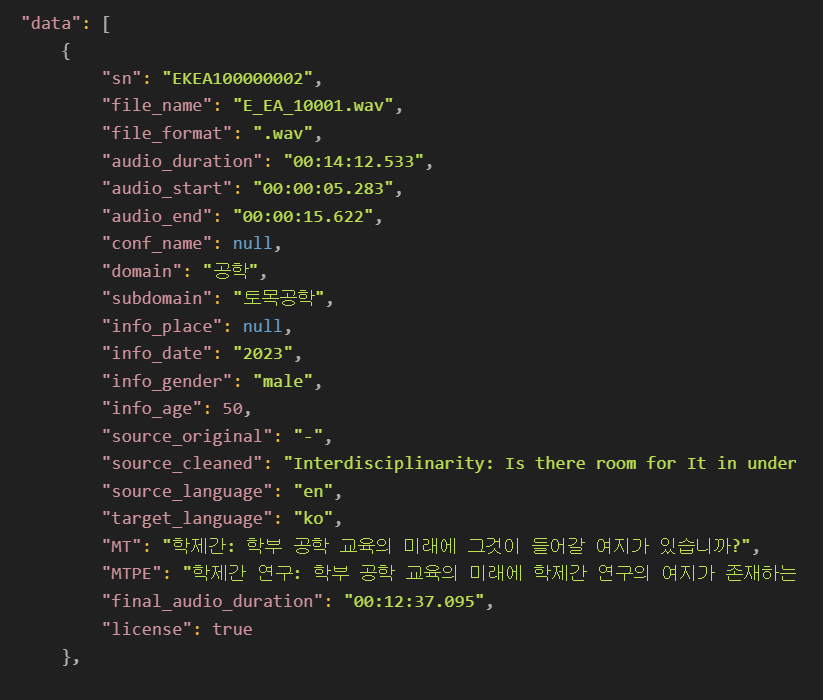 "data": [
{
"sn": "EKEA100000002",
"file_name": "E_EA_10001.wav",
"file_format": ".wav",
"audio_duration": "00:14:12.533",
"audio_start": "00:00:05.283",
"audio_end": "00:00:15.622",
"conf_name": null,
"domain": "공학",
"subdomain": "토목공학",
"info_place": null,
"info_date": "2023",
"info_gender": "male",
"info_age": 50,
"source_original": "-",
"source_cleaned": "Interdisciplinarity: Is there room for It in under
"source_language": "en",
"target_language": "ko",
"MT": "학제간: 학부 공학 교육의 미래에 그것이 들어갈 여지가 있습니까?",
"MTPE": "학제간 연구: 학부 공학 교육의 미래에 학제간 연구의 여지가 존재하는
"final_audio_duration": "00:12:37.095",
"license": true
},